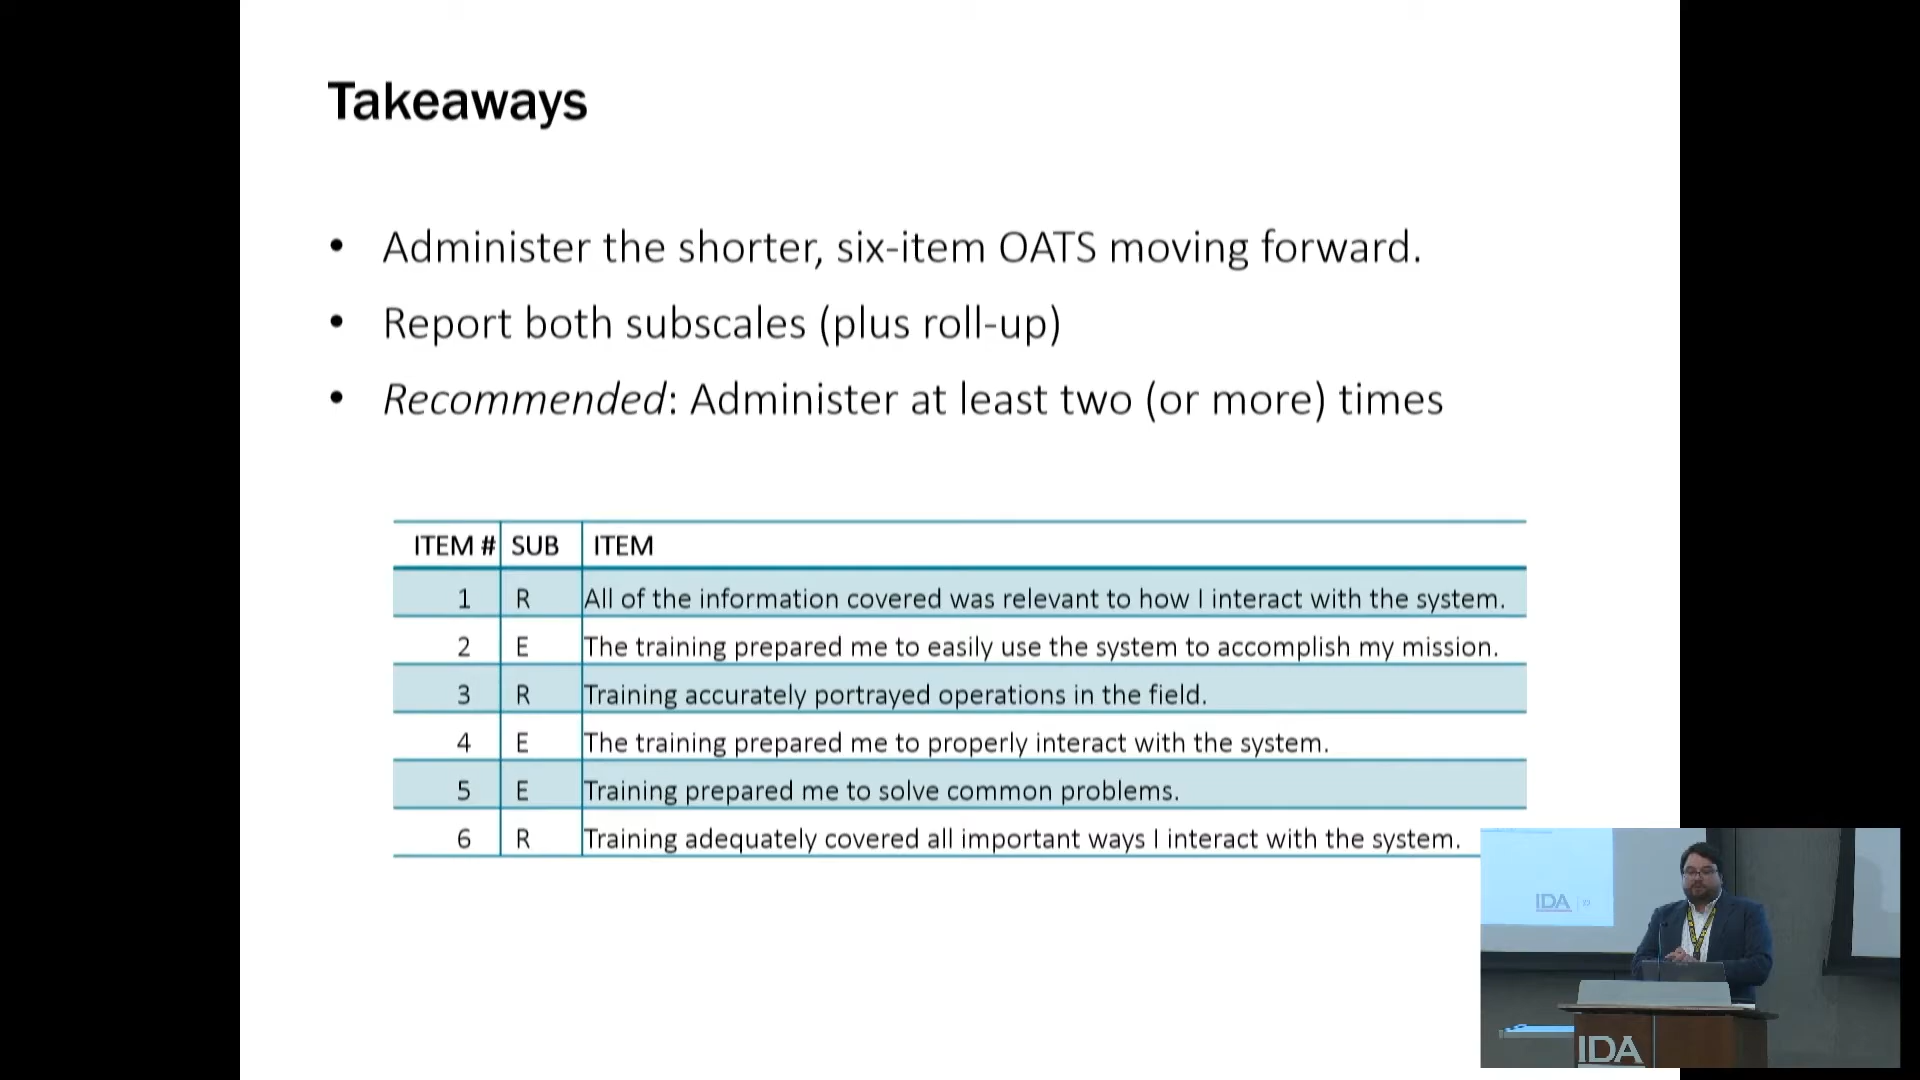 Takeaways
• Administer the shorter, six-item OATS moving forward.
• Report both subscales (plus roll-up)
• Recommended: Administer at least two (or more) times
ITEM # SUB ITEM
1 R All of the information covered was relevant to how I interact with the system.
2 E The training prepared me to easily use the system to accomplish my mission.
3 R Training accurately portrayed operations in the field.
4 E The training prepared me to properly interact with the system.
5 E Training prepared me to solve common problems.
6 R Training adequately covered all important ways I interact with the system.
IDA
IDA